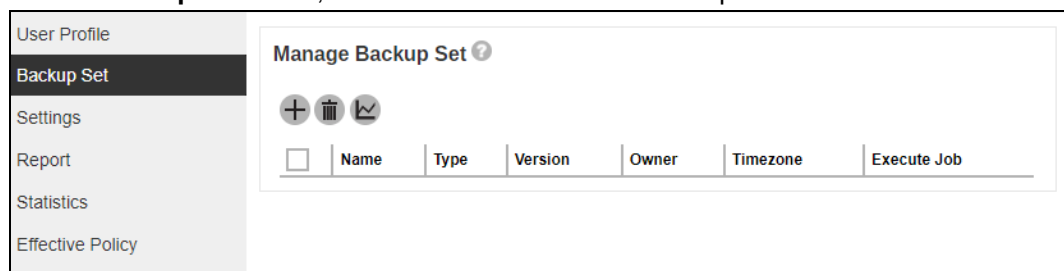 User Profile
Backup Set
Settings
Report
Statistics
Effective Policy
Manage Backup Set ?
Name Type Version Owner Timezone Execute Job